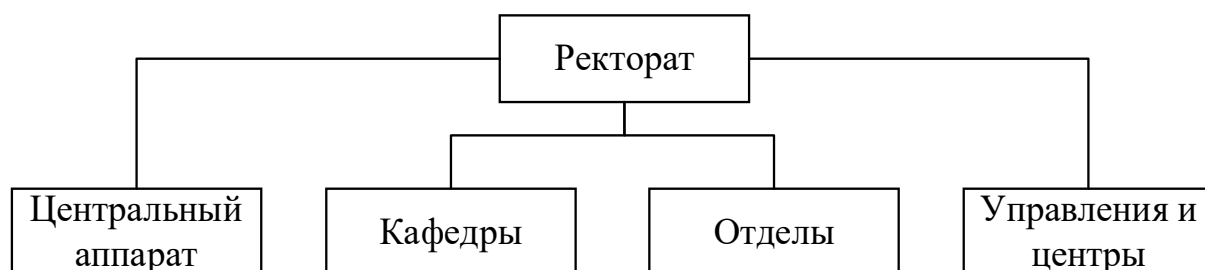 Ректорат
Центральный
аппарат
Кафедры
Отделы
Управления и
центры